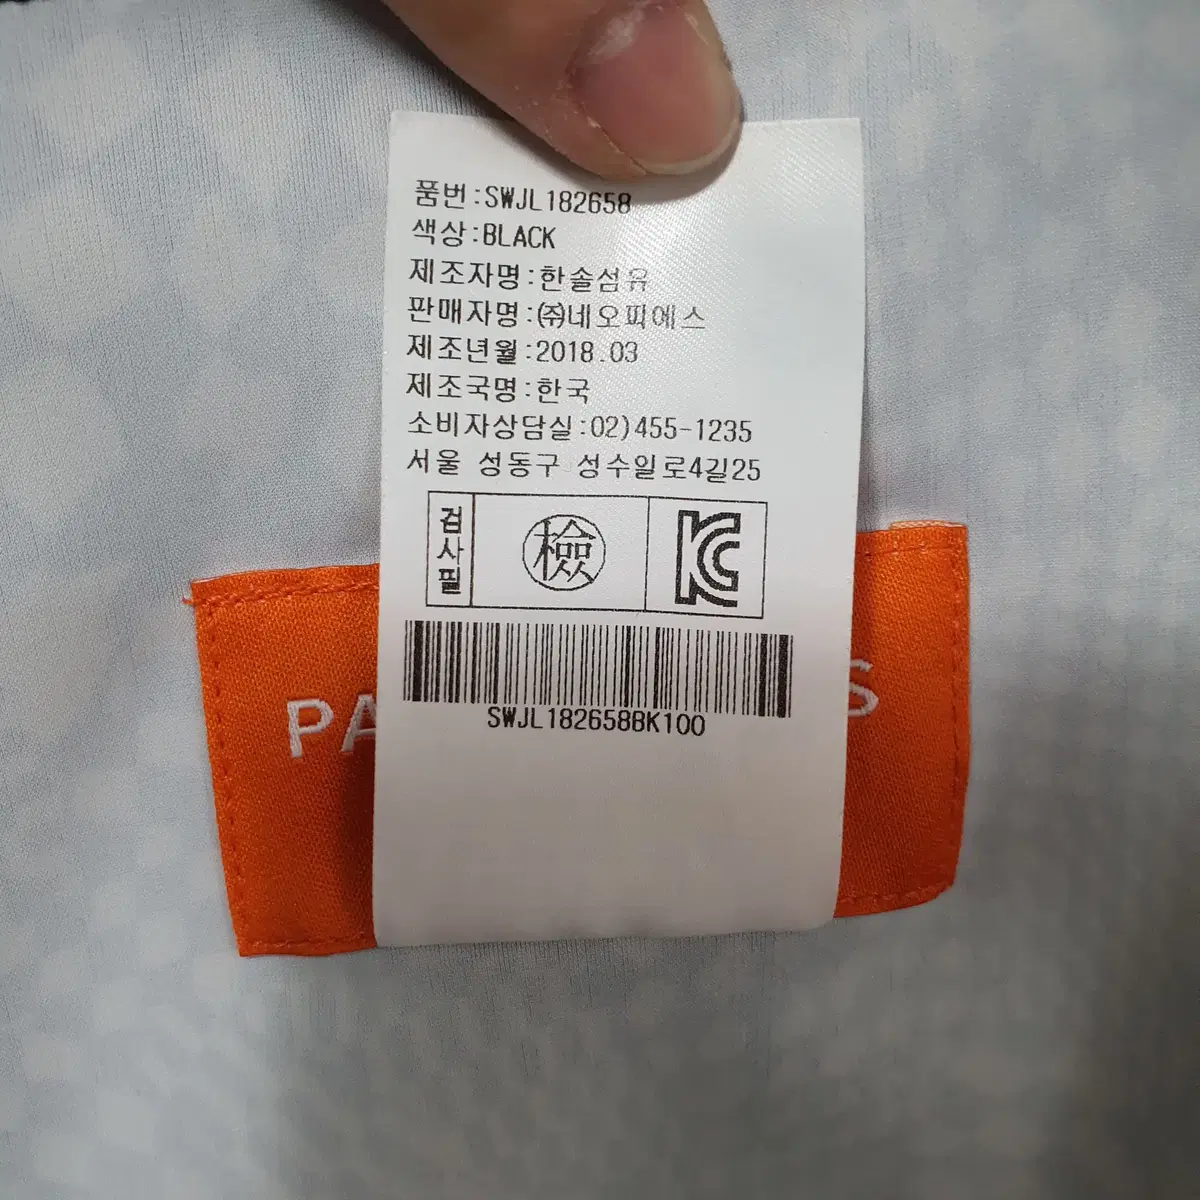 품번:SWJL182658
색상:BLACK
제조자명:한솔섬유
판매자명:㈜네오피에스
제조년월:2018.03
제조국명:한국
소비자상담실:02)455-1235
서울 성동구 성수일로4길25
검사필
檢
KC
SWJL182658BK100